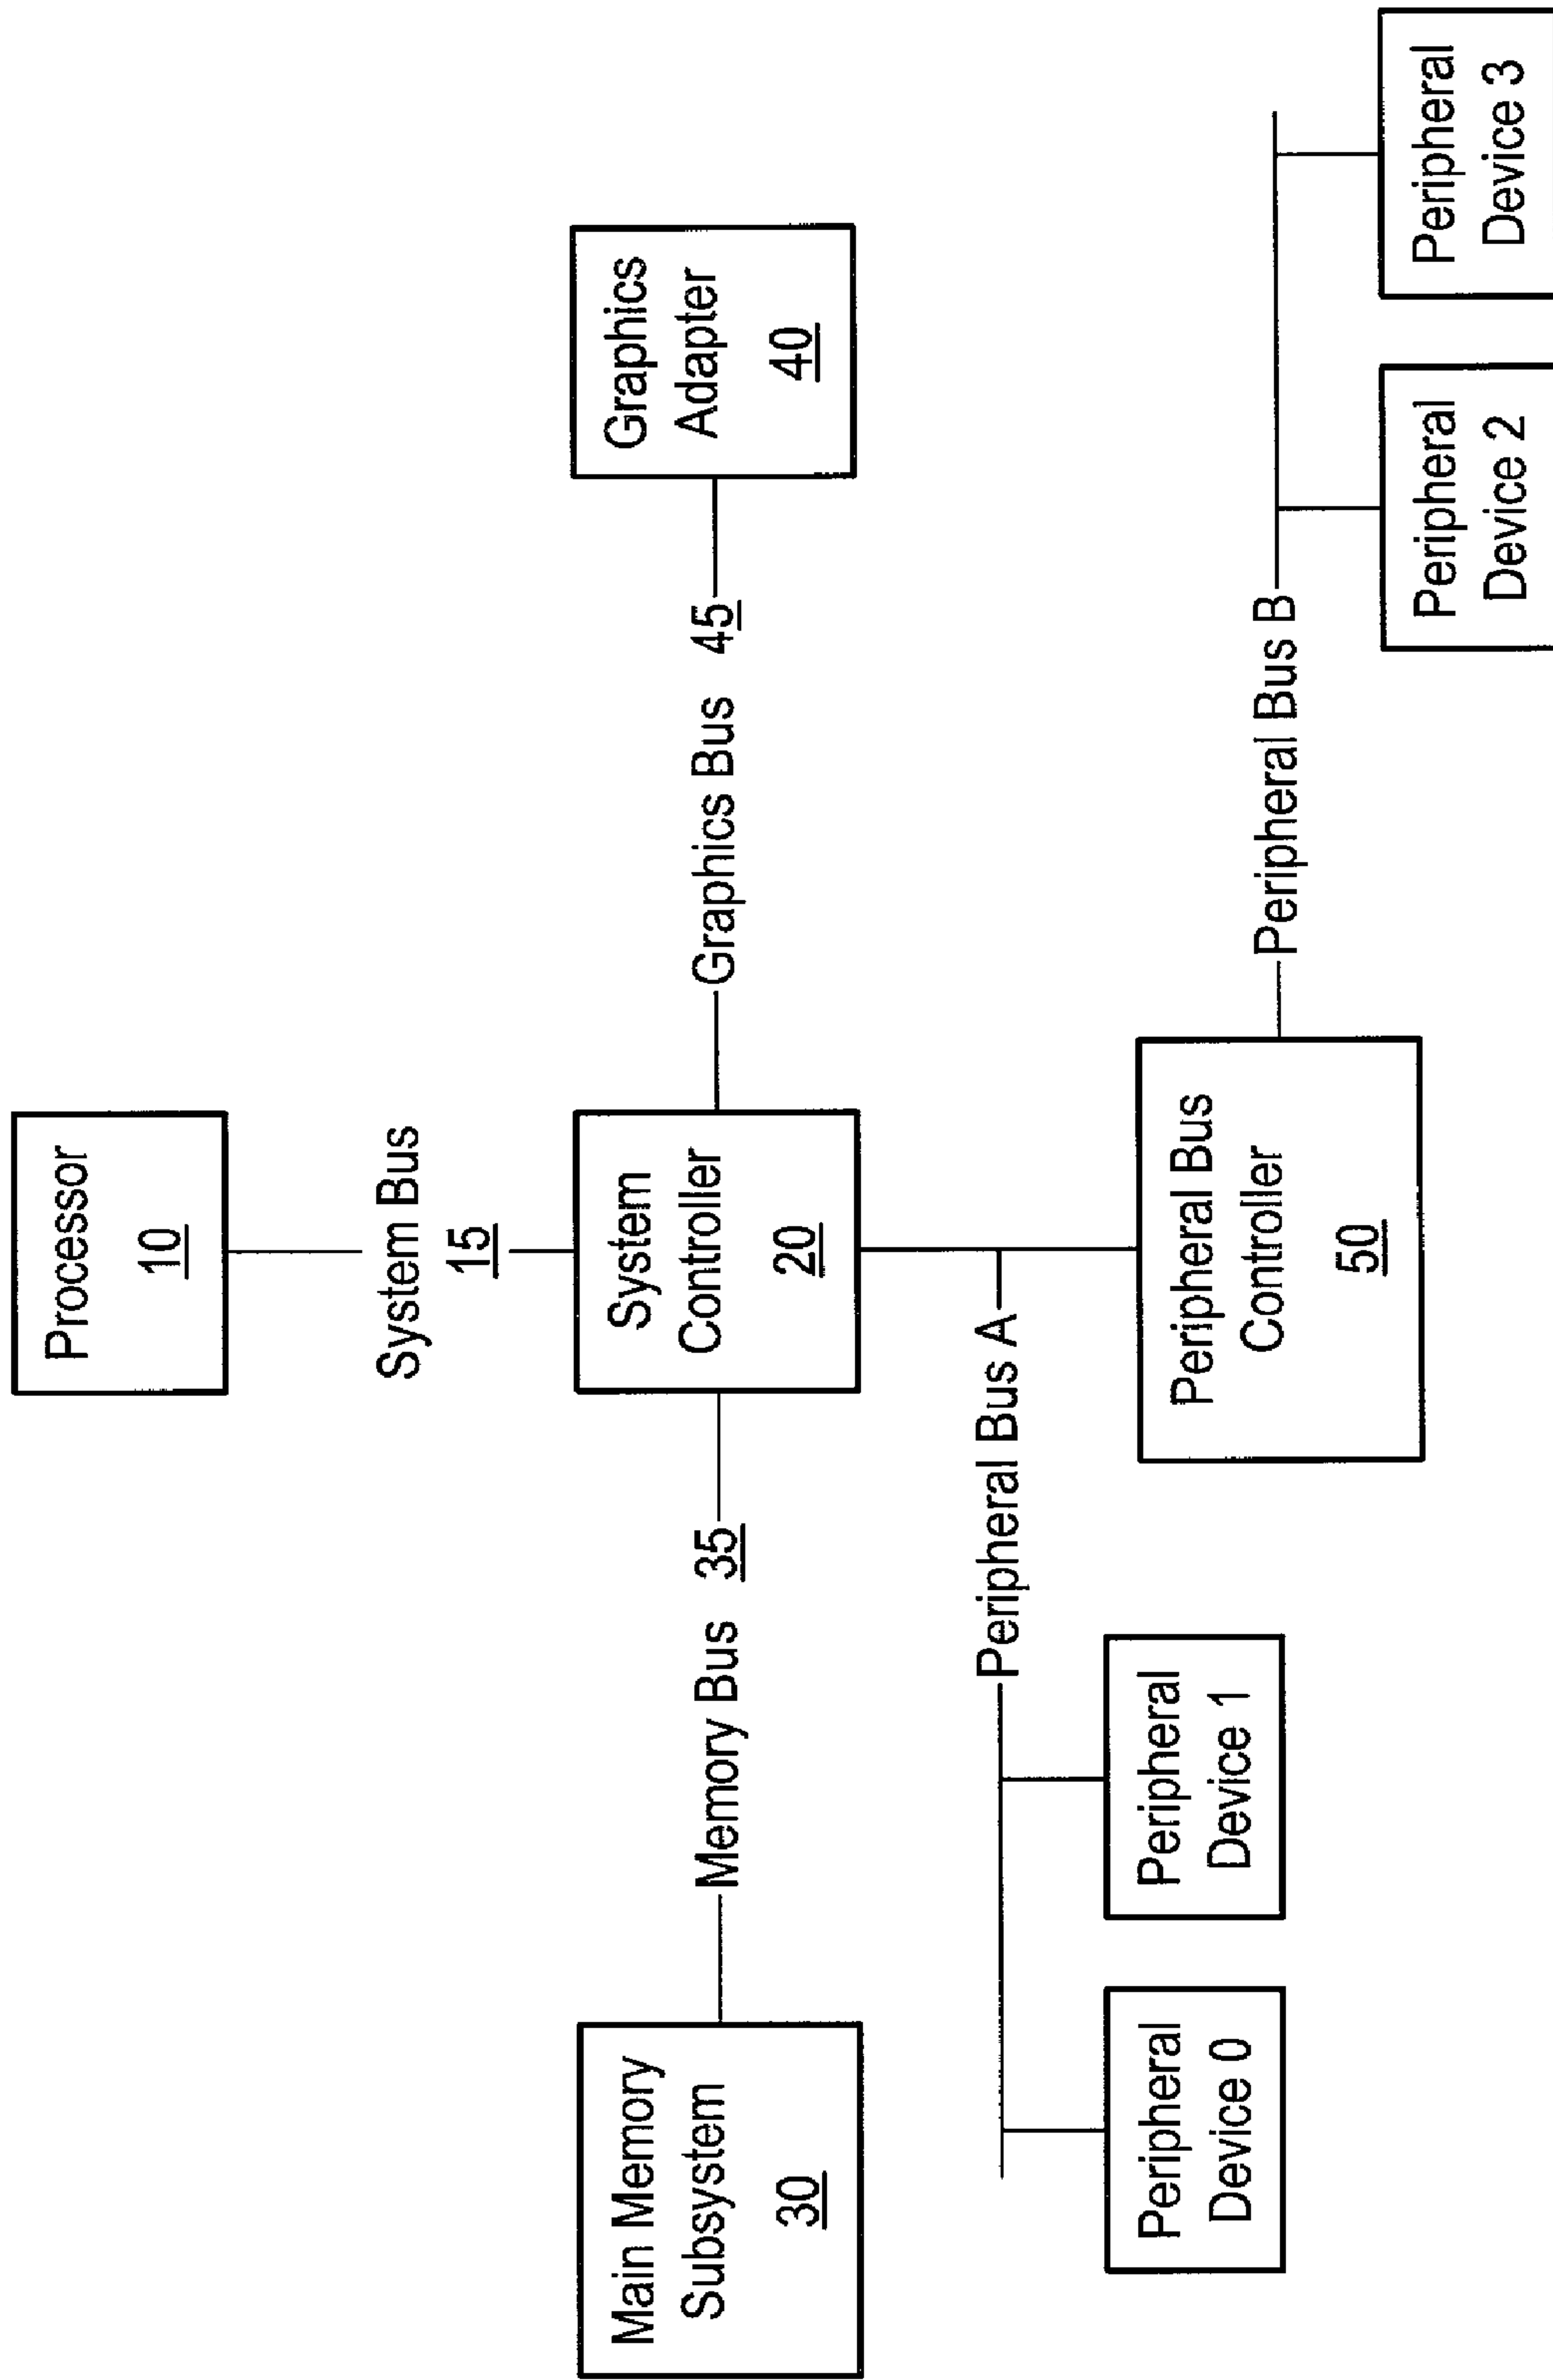 Processor
10
System Bus
15
Main Memory
Subsystem
30
Memory Bus 35
System
Controller
20
Graphics Bus 45
Graphics
Adapter
40
Peripheral Bus A
Peripheral
Device 0
Peripheral
Device 1
Peripheral Bus
Controller
50
Peripheral Bus B
Peripheral
Device 2
Peripheral
Device 3